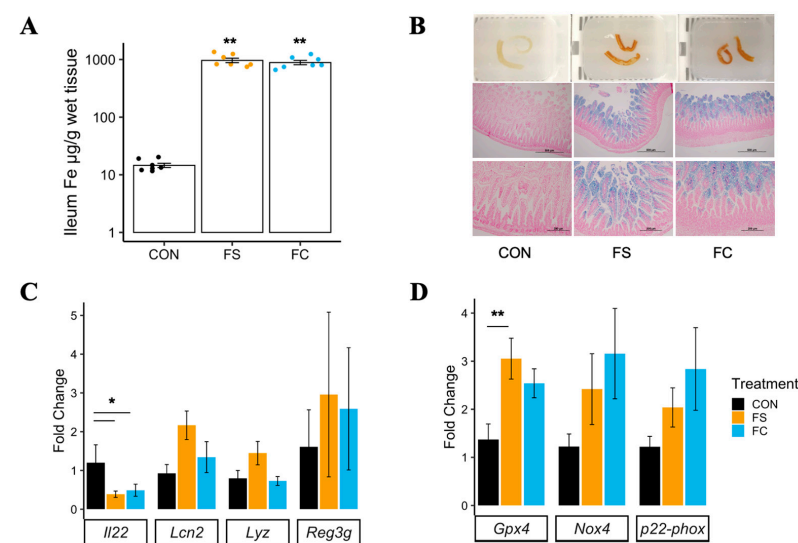 A
Ileum Fe µg/g wet tissue
1000
100
10
1
** **
CON FS FC
B
CON FS FC
C
Fold Change
5
4
3
2
1
0
*
Il22 Lcn2 Lyz Reg3g
D
Fold Change
4
3
2
1
0
**
Gpx4 Nox4 p22-phox
Treatment
CON
FS
FC